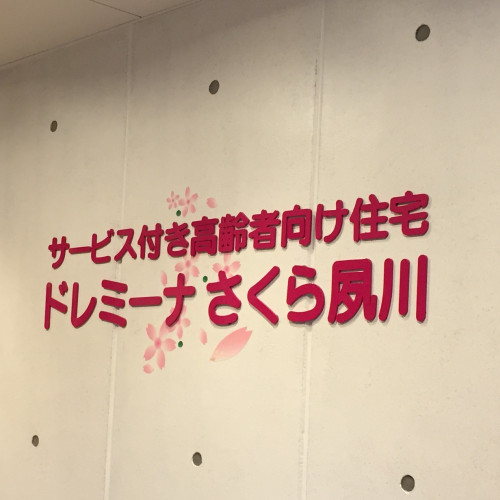 サービス付き高齢者向け住宅
ドレミーナ さくら夙川